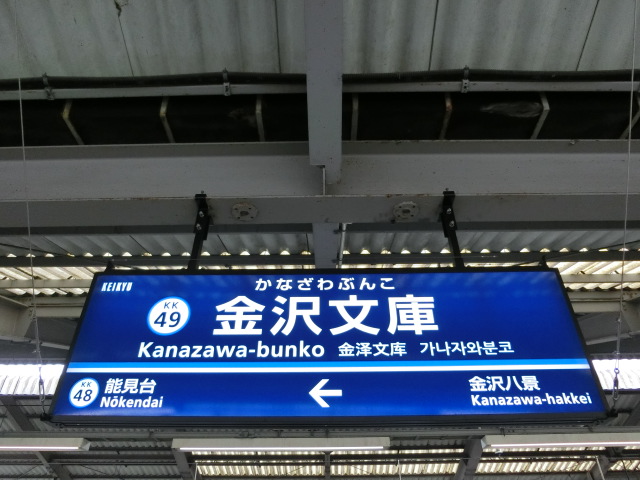 KEIKYU
かなざわぶんこ
KK
49
金沢文庫
Kanazawa-bunko 金泽文库 가나자와분코
KK
48
能見台
Nōkendai
←
金沢八景
Kanazawa-hakkei